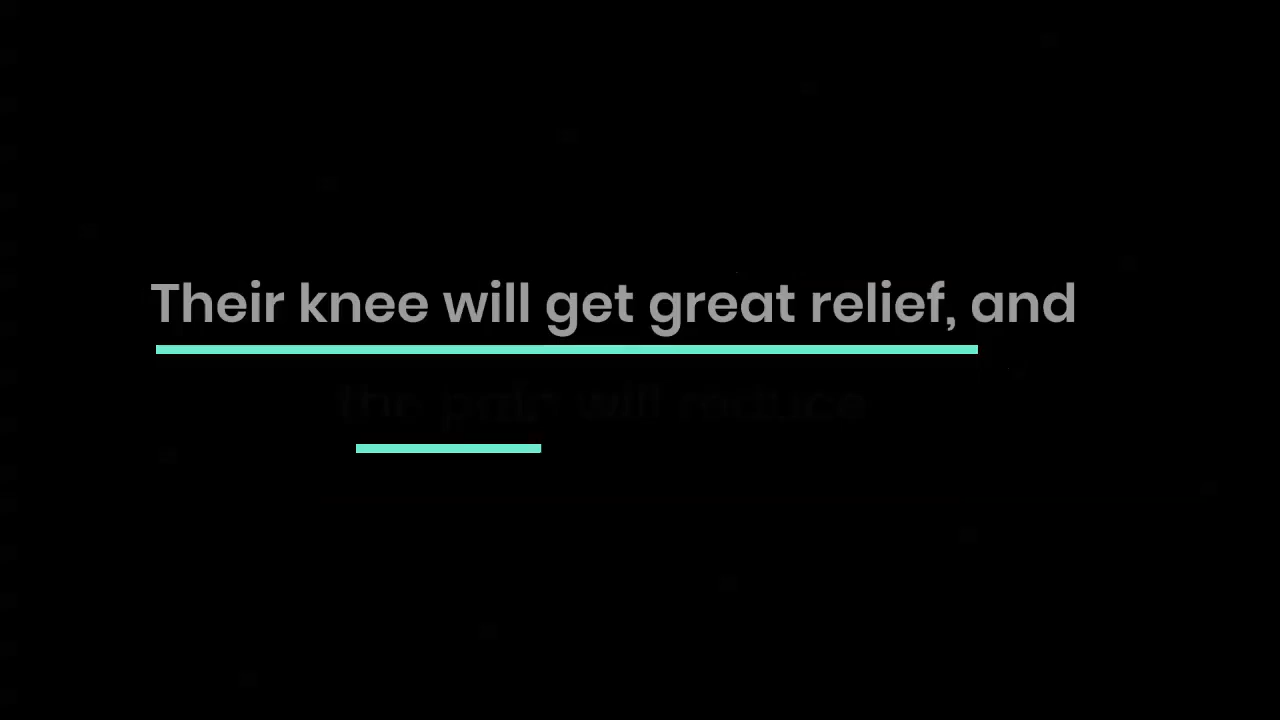 Their knee will get great relief, and
the pain will reduce